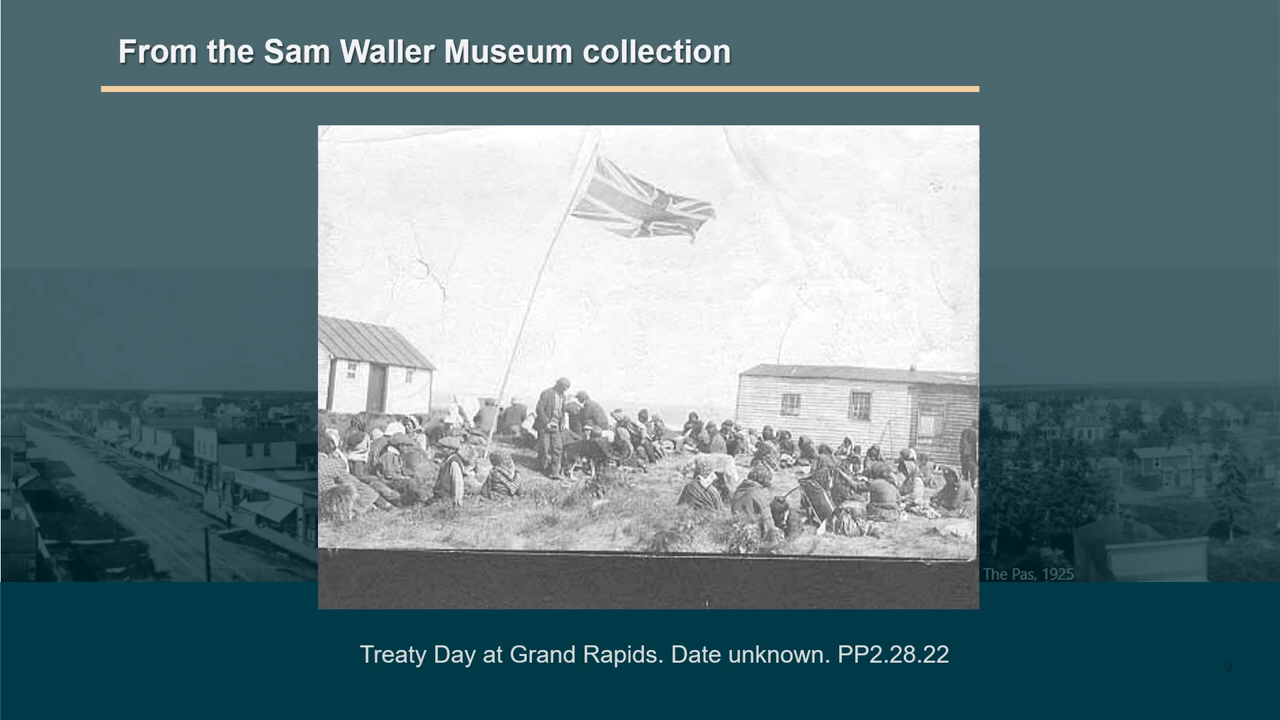 From the Sam Waller Museum collection
The Pas, 1925
Treaty Day at Grand Rapids. Date unknown. PP2.28.22
9